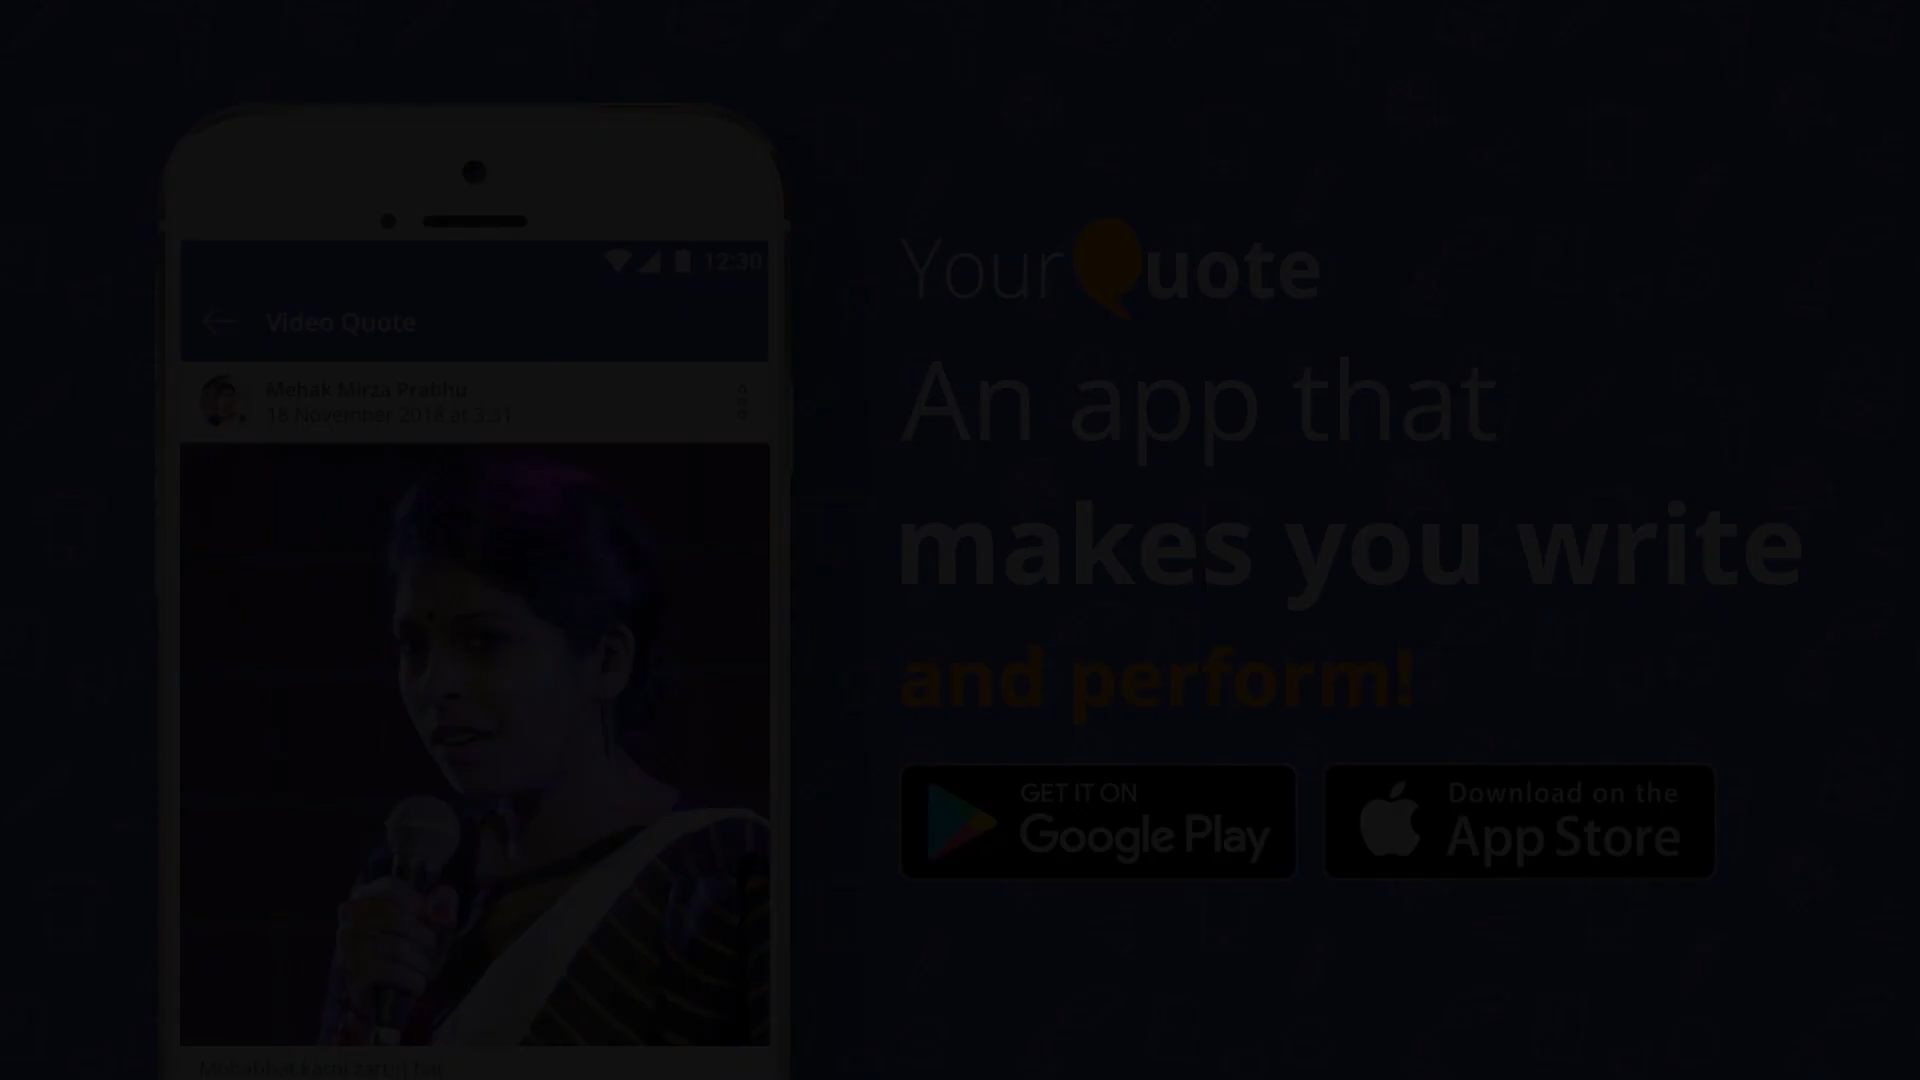 12:30
Video Quote
Mehak Mirza Prabhu
18 November 2018 at 3.31
YourQuote
An app that
makes you write
and perform!
GET IT ON
Google Play
Download on the
App Store